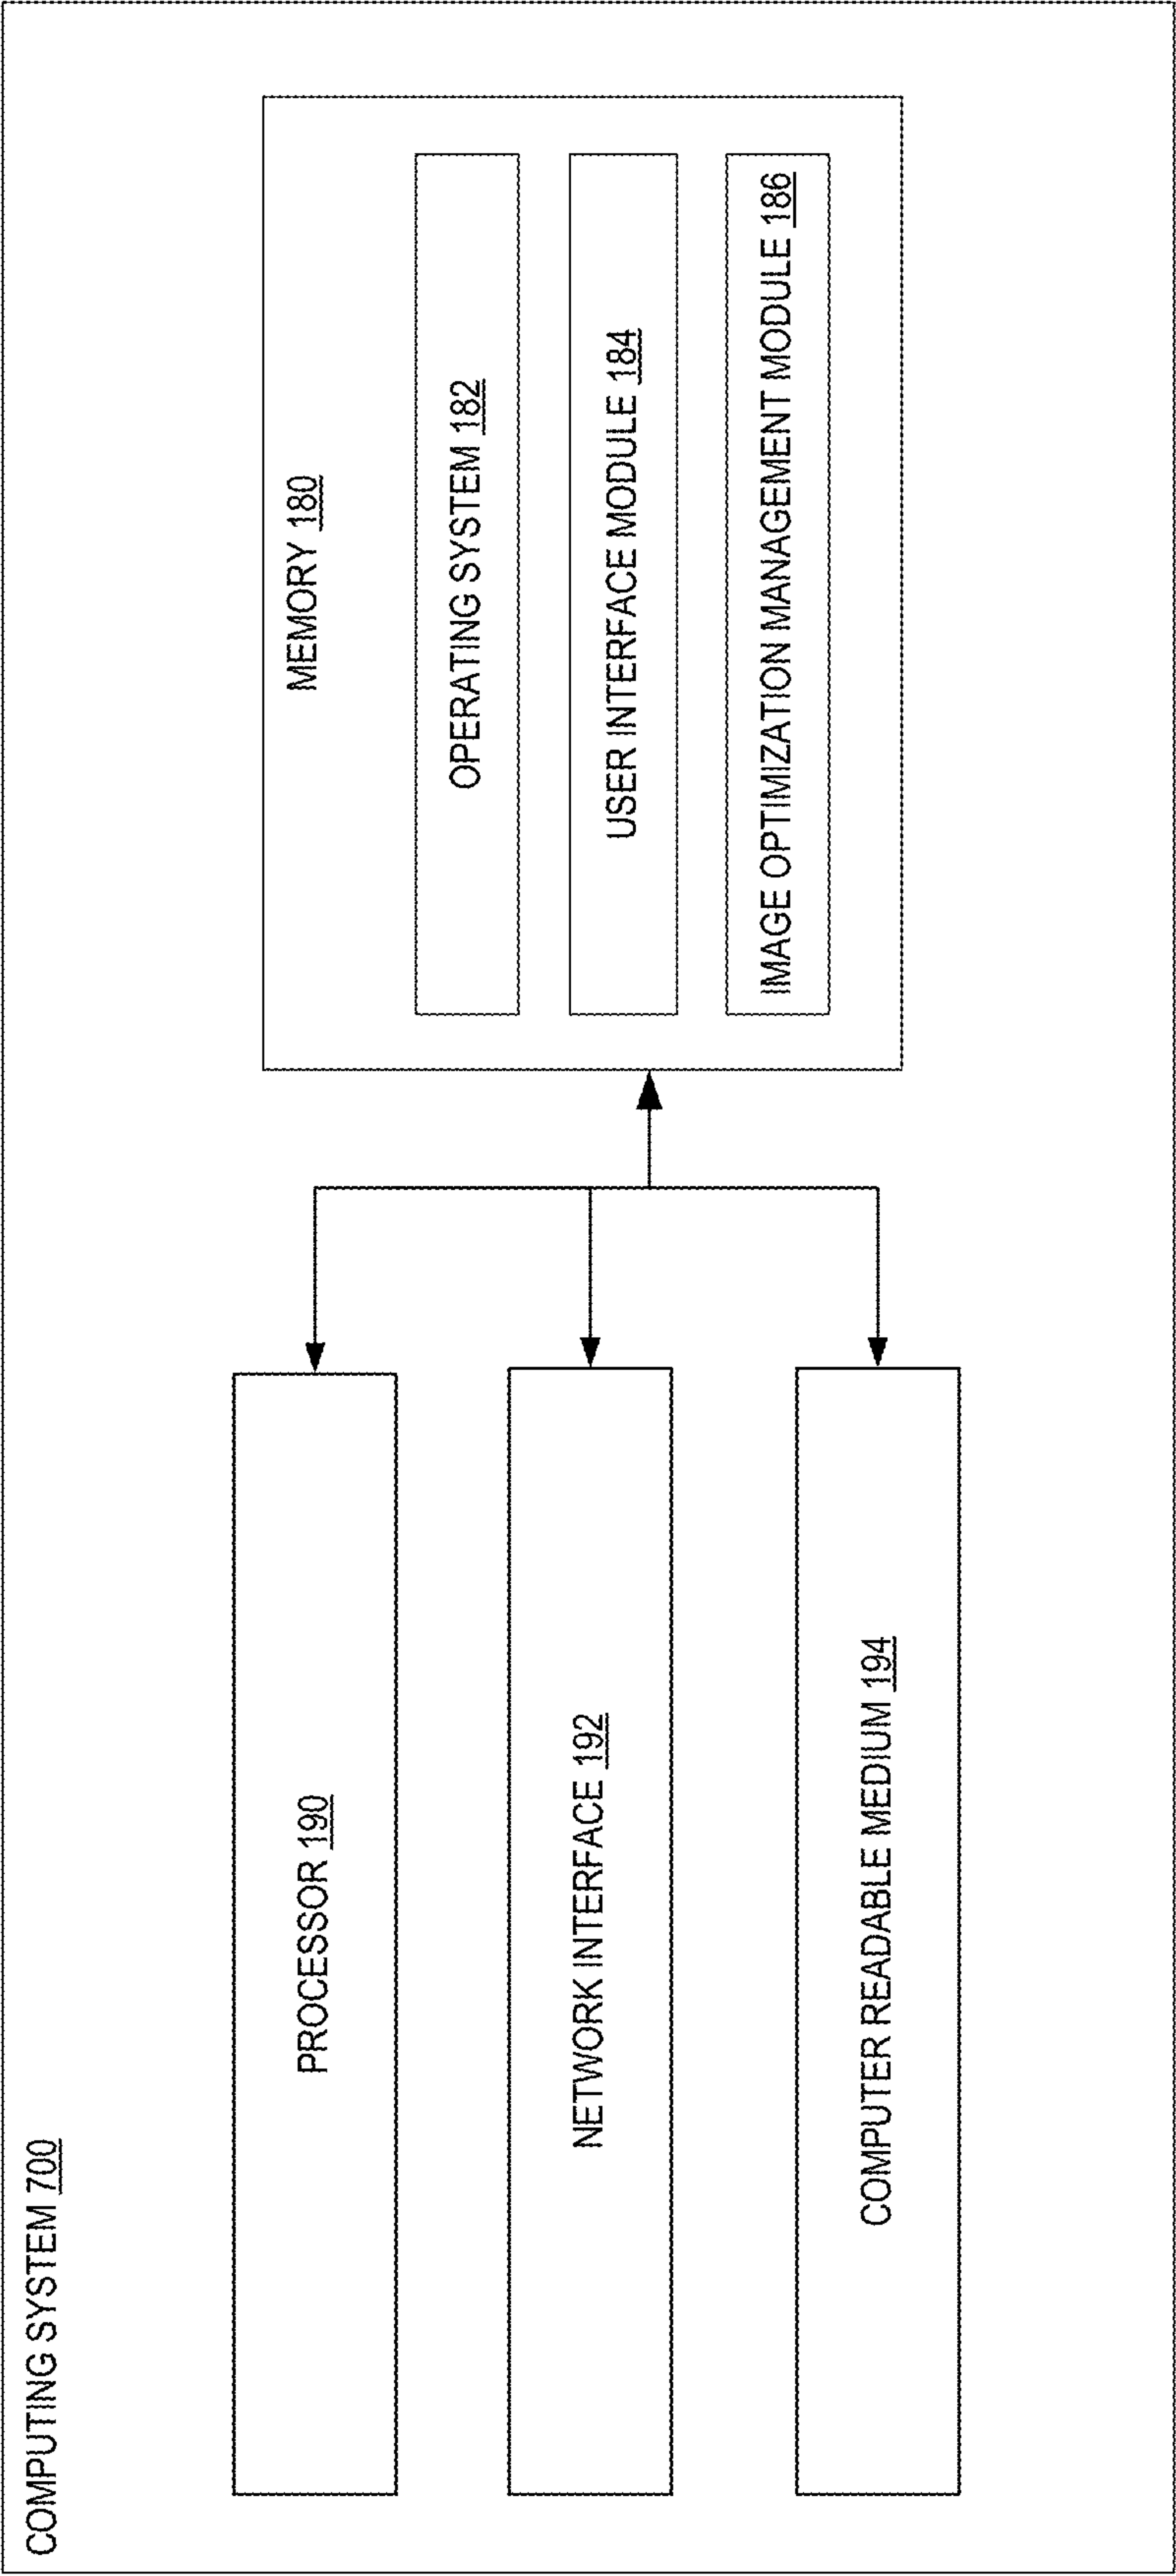 COMPUTING SYSTEM 700
PROCESSOR 190
NETWORK INTERFACE 192
COMPUTER READABLE MEDIUM 194
MEMORY 180
OPERATING SYSTEM 182
USER INTERFACE MODULE 184
IMAGE OPTIMIZATION MANAGEMENT MODULE 186